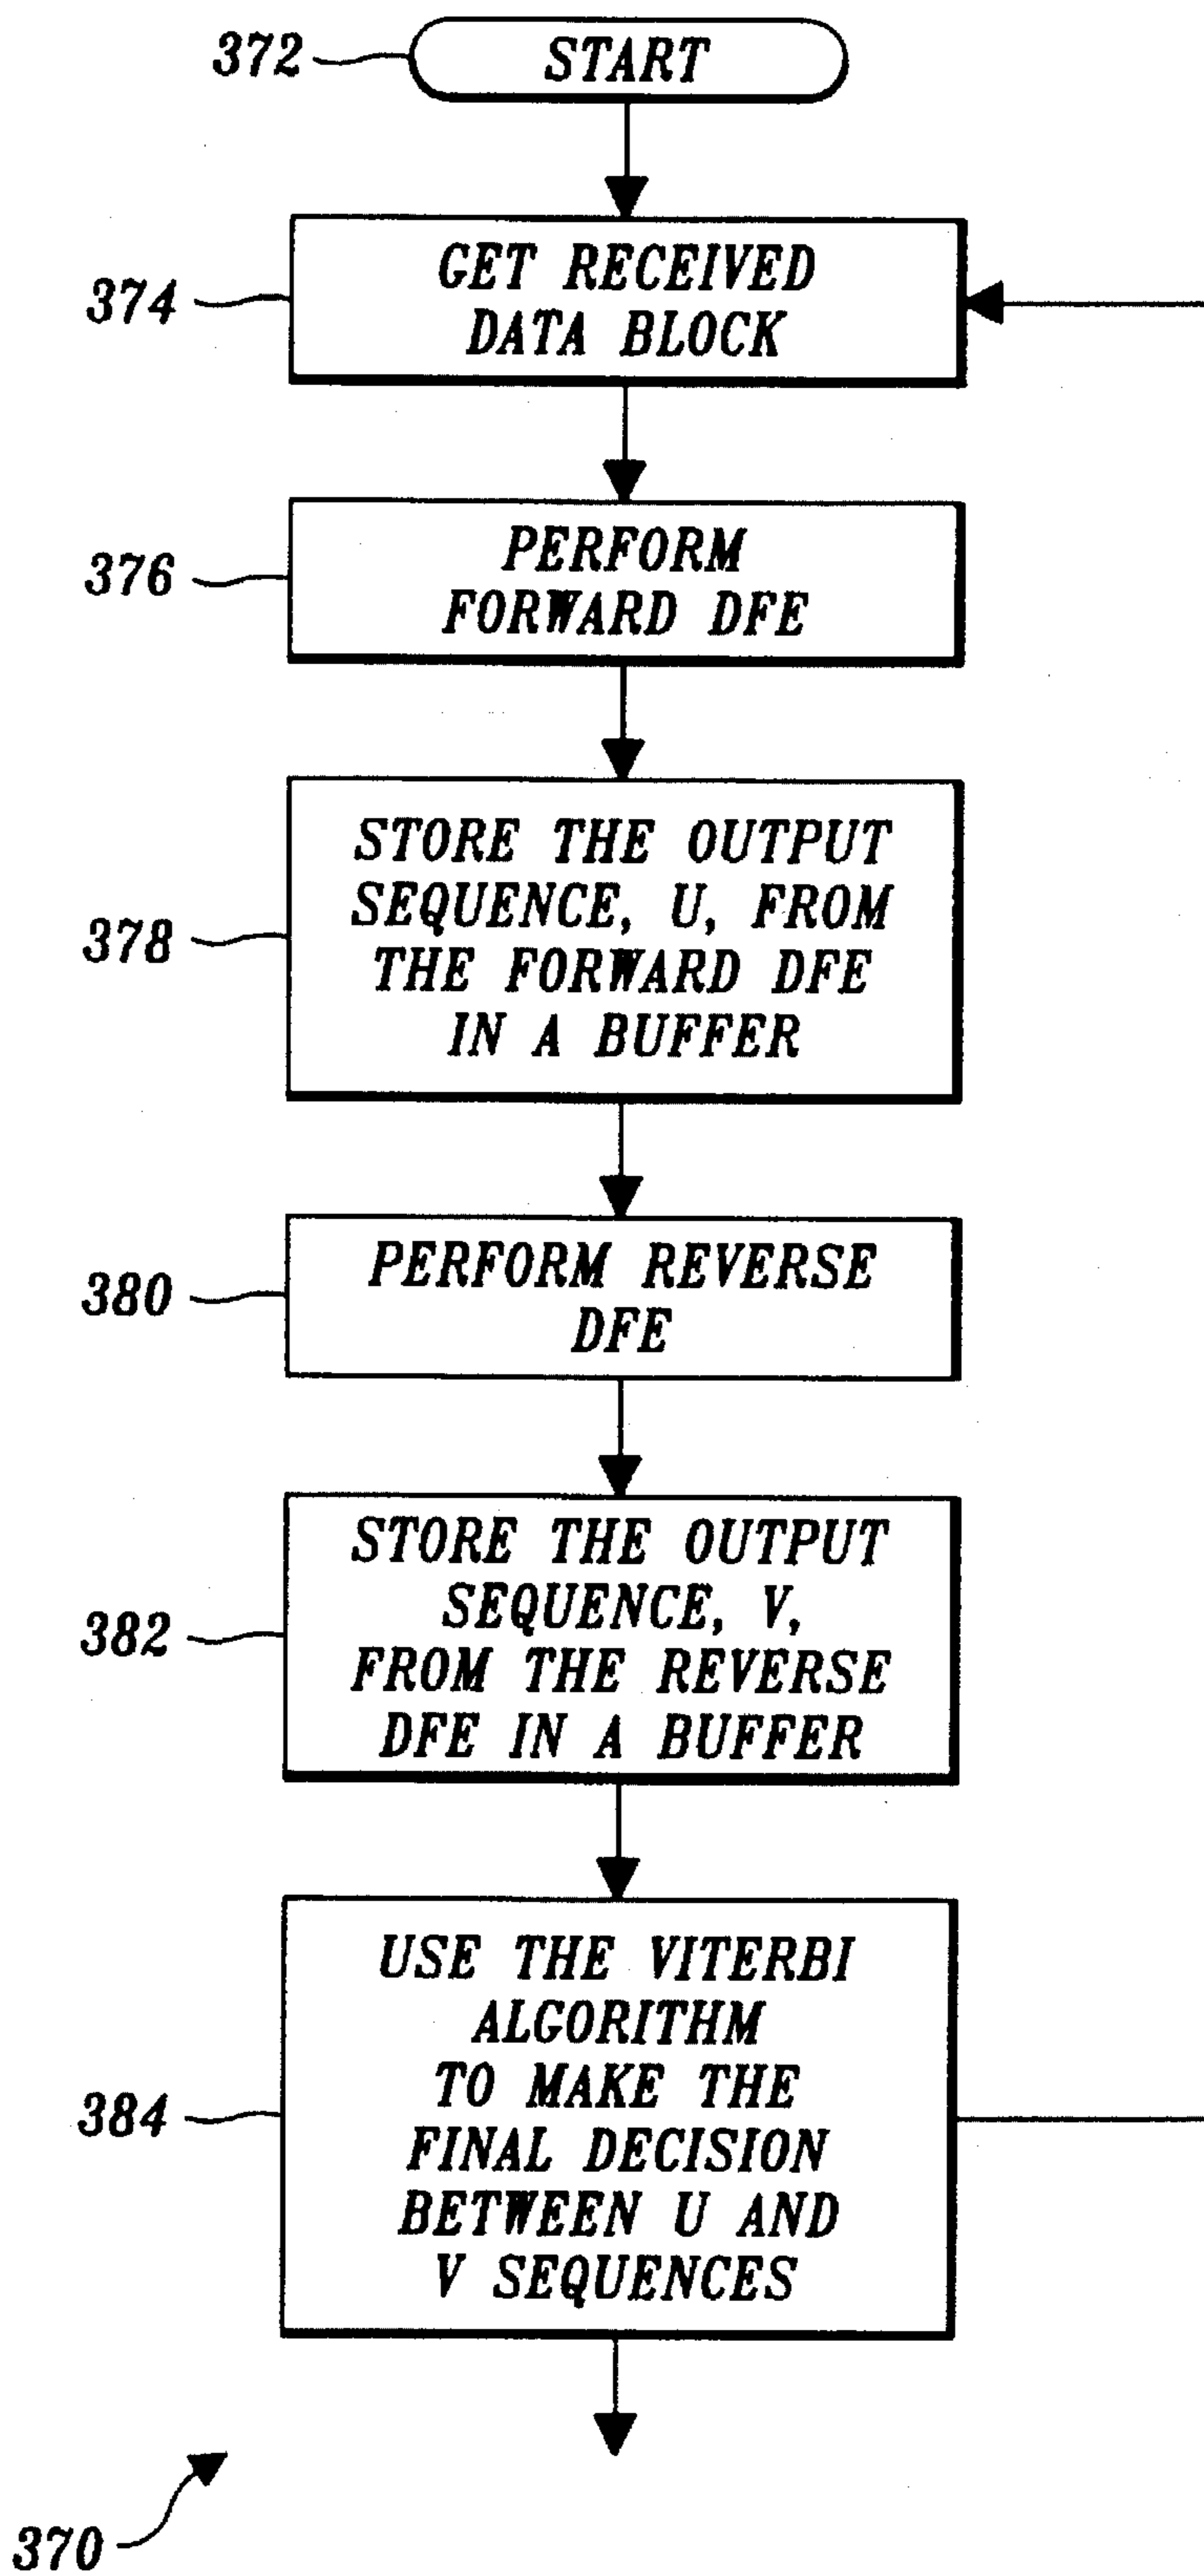 372
START
374
GET RECEIVED
DATA BLOCK
376
PERFORM
FORWARD DFE
378
STORE THE OUTPUT
SEQUENCE, U, FROM
THE FORWARD DFE
IN A BUFFER
380
PERFORM REVERSE
DFE
382
STORE THE OUTPUT
SEQUENCE, V,
FROM THE REVERSE
DFE IN A BUFFER
384
USE THE VITERBI
ALGORITHM
TO MAKE THE
FINAL DECISION
BETWEEN U AND
V SEQUENCES
370